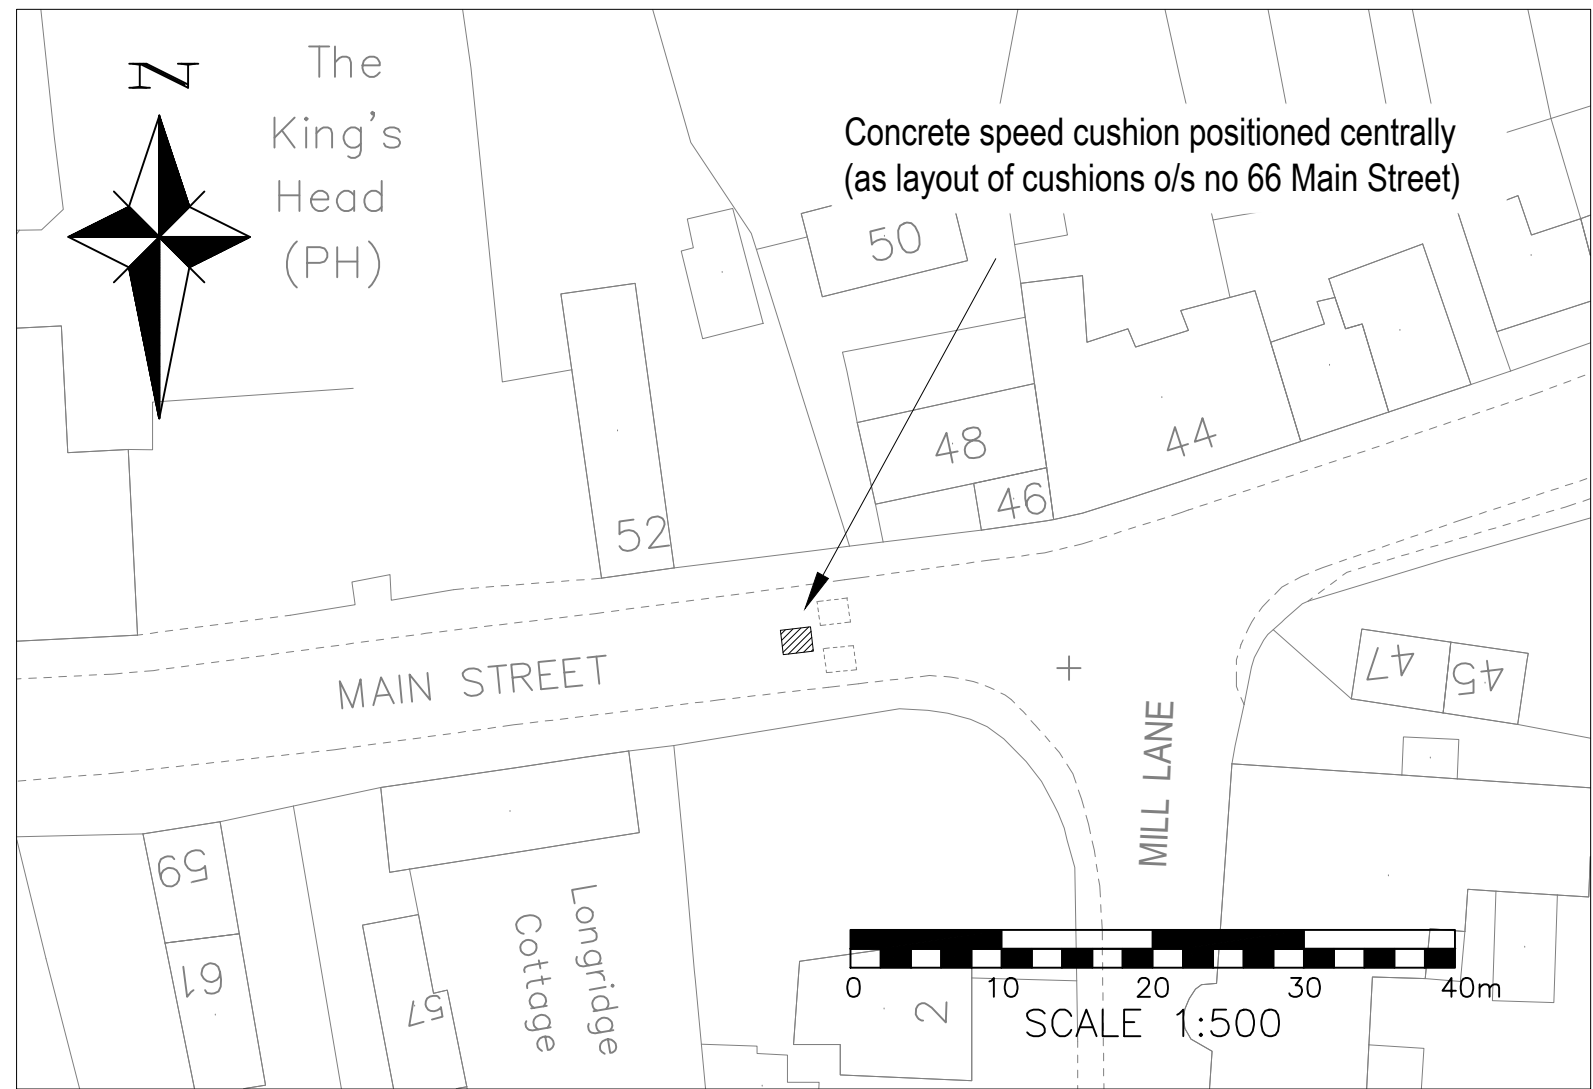 N
The
King's
Head
(PH)
Concrete speed cushion positioned centrally
(as layout of cushions o/s no 66 Main Street)
50
48
46
44
52
MAIN STREET
47
45
MILL LANE
59
61
57
Longridge
Cottage
2
0 10 20 30 40m
SCALE 1:500